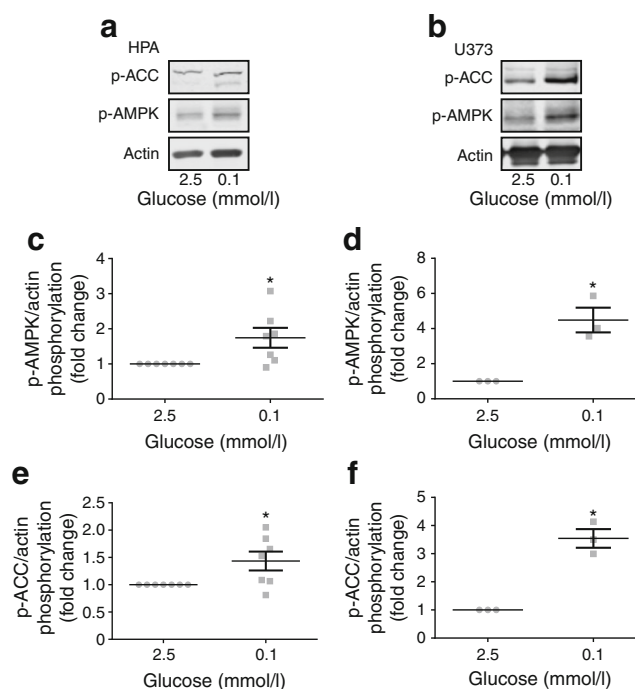 a
HPA
p-ACC
p-AMPK
Actin
2.5 0.1
Glucose (mmol/l)
b
U373
p-ACC
p-AMPK
Actin
2.5 0.1
Glucose (mmol/l)
c
p-AMPK/actin
phosphorylation
(fold change)
4
3
2
1
0
*
2.5 0.1
Glucose (mmol/l)
d
p-AMPK/actin
phosphorylation
(fold change)
8
6
4
2
0
*
2.5 0.1
Glucose (mmol/l)
e
p-ACC/actin
phosphorylation
(fold change)
2.5
2.0
1.5
1.0
0.5
0
*
2.5 0.1
Glucose (mmol/l)
f
p-ACC/actin
phosphorylation
(fold change)
5
4
3
2
1
0
*
2.5 0.1
Glucose (mmol/l)